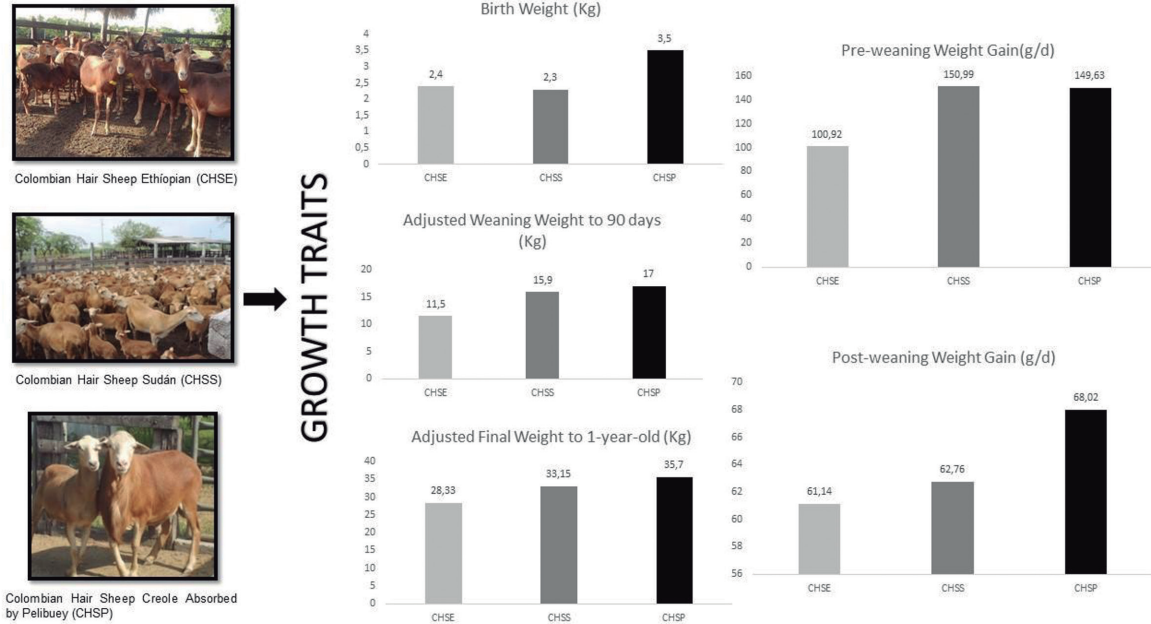 Colombian Hair Sheep Ethíopian (CHSE)
Colombian Hair Sheep Sudán (CHSS)
Colombian Hair Sheep Creole Absorbed
by Pelibuey (CHSP)
GROWTH TRAITS
Birth Weight (Kg)
4
3,5
3
2,5
2
1,5
1
0,5
0
2,4
2,3
3,5
CHSE
CHSS
CHSP
Adjusted Weaning Weight to 90 days
(Kg)
20
15
10
5
0
11,5
15,9
17
CHSE
CHSS
CHSP
Adjusted Final Weight to 1-year-old (Kg)
40
35
30
25
20
15
10
5
0
28,33
33,15
35,7
CHSE
CHSS
CHSP
Pre-weaning Weight Gain(g/d)
160
140
120
100
80
60
40
20
0
100,92
150,99
149,63
CHSE
CHSS
CHSP
Post-weaning Weight Gain (g/d)
70
68
66
64
62
60
58
56
61,14
62,76
68,02
CHSE
CHSS
CHSP